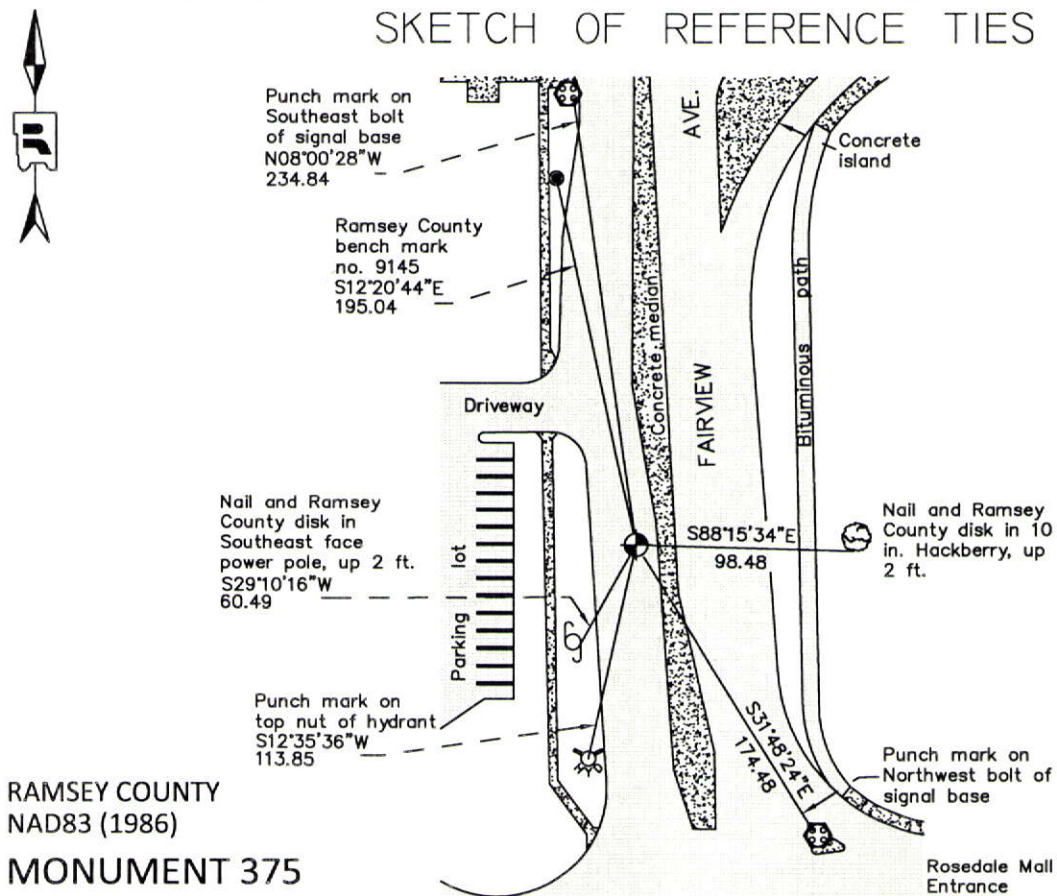 SKETCH OF REFERENCE TIES
Punch mark on
Southeast bolt
of signal base
N08°00'28"W
234.84
AVE.
Concrete
island
Ramsey County
bench mark
no. 9145
S12°20'44"E
195.04
Concrete median
Bituminous path
FAIRVIEW
Driveway
Nail and Ramsey
County disk in
Southeast face
power pole, up 2 ft.
S29°10'16"W
60.49
Parking lot
S88°15'34"E
98.48
Nail and Ramsey
County disk in 10
in. Hackberry, up
2 ft.
Punch mark on
top nut of hydrant
S12°35'36"W
113.85
S31°48'24"E
174.48
Punch mark on
Northwest bolt of
signal base
RAMSEY COUNTY
NAD83 (1986)
MONUMENT 375
Rosedale Mall
Entrance